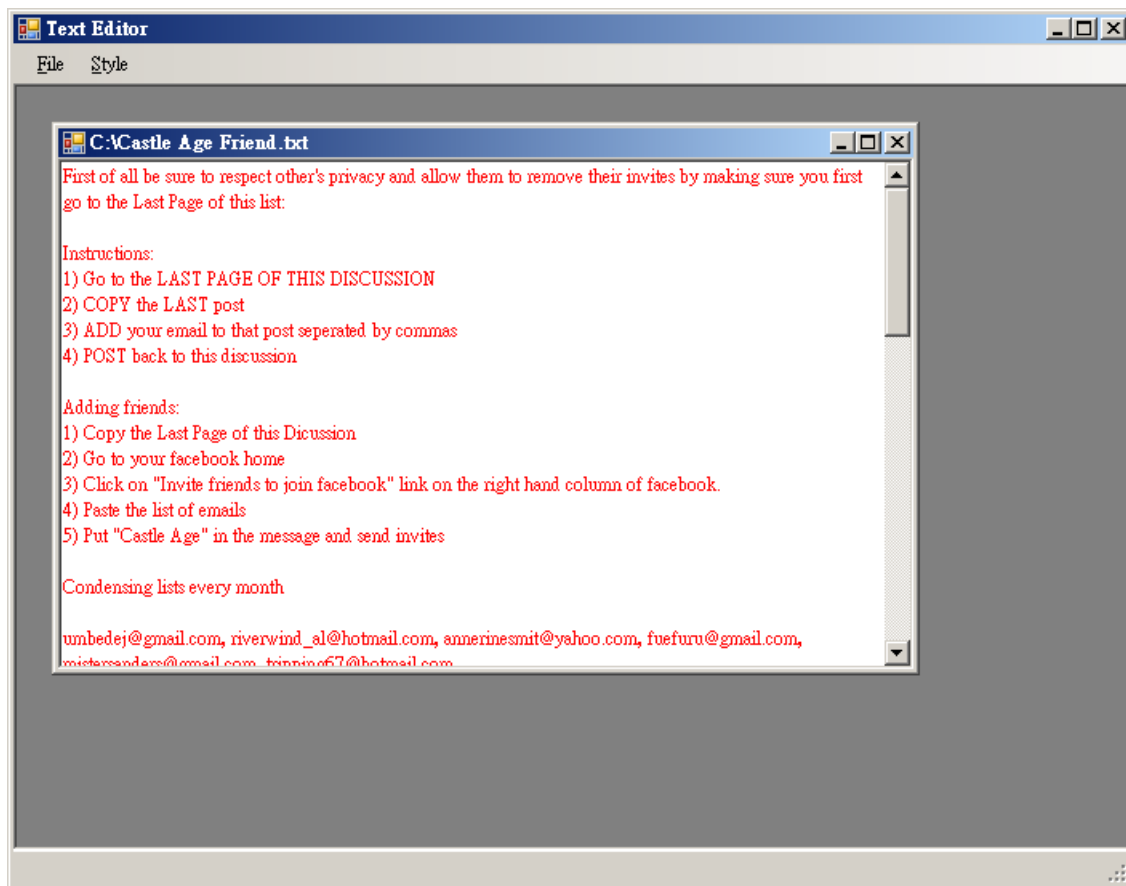 Text Editor
File Style
C:\Castle Age Friend.txt
First of all be sure to respect other's privacy and allow them to remove their invites by making sure you first
go to the Last Page of this list:
Instructions:
1) Go to the LAST PAGE OF THIS DISCUSSION
2) COPY the LAST post
3) ADD your email to that post seperated by commas
4) POST back to this discussion
Adding friends:
1) Copy the Last Page of this Dicussion
2) Go to your facebook home
3) Click on "Invite friends to join facebook" link on the right hand column of facebook.
4) Paste the list of emails
5) Put "Castle Age" in the message and send invites
Condensing lists every month
umbedej@gmail.com, riverwind_al@hotmail.com, annerinesmit@yahoo.com, fuefuru@gmail.com,
mistersanders@gmail.com, tripping67@hotmail.com